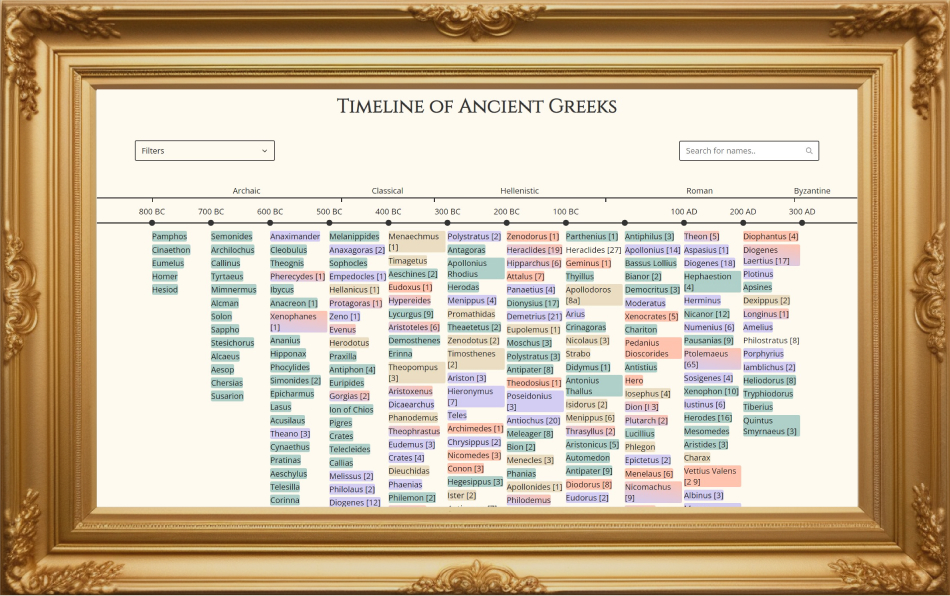 Timeline of Ancient Greeks
Filters
Search for names..
Archaic Classical Hellenistic Roman Byzantine
800 BC 700 BC 600 BC 500 BC 400 BC 300 BC 200 BC 100 BC 100 AD 200 AD 300 AD
Pamphos
Cinaethon
Eumelus
Homer
Hesiod
Semonides
Archilochus
Callinus
Tyrtaeus
Mimnermus
Alcman
Solon
Sappho
Stesichorus
Alcaeus
Aesop
Chersias
Susarion
Anaximander
Cleobulus
Theognis
Pherecydes [1]
Ibycus
Anacreon [1]
Xenophanes
[1]
Ananius
Hipponax
Phocylides
Simonides [2]
Epicharmus
Lasus
Acusilaus
Theano [3]
Cynaethus
Pratinas
Aeschylus
Telesilla
Corinna
Melanippides
Anaxagoras [2]
Sophocles
Empedocles [1]
Hellanicus [1]
Protagoras [1]
Zeno [1]
Evenus
Herodotus
Praxilla
Antiphon [4]
Euripides
Gorgias [2]
Ion of Chios
Pigres
Crates
Telecleides
Callias
Melissus [2]
Philolaus [2]
Diogenes [12]
Menaechmus
[1]
Timagetus
Aeschines [2]
Eudoxus [1]
Hypereides
Lycurgus [9]
Aristoteles [6]
Demosthenes
Erinna
Theopompus
[3]
Aristoxenus
Dicaearchus
Phanodemus
Theophrastus
Eudemus [3]
Crates [4]
Dieuchidas
Phaenias
Philemon [2]
Polystratus [2]
Antagoras
Apollonius
Rhodius
Herodas
Menippus [4]
Promathidas
Theaetetus [2]
Zenodotus [2]
Timosthenes
[2]
Ariston [3]
Hieronymus
[7]
Teles
Archimedes [1]
Chrysippus [2]
Nicomedes [3]
Conon [3]
Hegesippus [3]
Ister [2]
Zenodorus [1]
Heraclides [19]
Hipparchus [6]
Attalus [7]
Panaetius [4]
Dionysius [17]
Demetrius [21]
Eupolemus [1]
Moschus [3]
Polystratus [3]
Antipater [8]
Theodosius [1]
Poseidonius
[3]
Antiochus [20]
Meleager [8]
Bion [2]
Menecles [3]
Phanias
Apollonides [1]
Philodemus
Parthenius [1]
Heraclides [27]
Geminus [1]
Thyillus
Apollodoros
[8a]
Arius
Crinagoras
Nicolaus [3]
Strabo
Didymus [1]
Antonius
Thallus
Isidorus [2]
Menippus [6]
Thrasyllus [2]
Aristonicus [5]
Automedon
Antipater [9]
Diodorus [8]
Eudorus [2]
Antiphilus [3]
Apollonius [14]
Bassus Lollius
Bianor [2]
Democritus [3]
Moderatus
Xenocrates [5]
Chariton
Pedanius
Dioscorides
Antistius
Hero
Iosephus [4]
Dion [I3]
Plutarch [2]
Lucillius
Phlegon
Epictetus [2]
Menelaus [6]
Nicomachus
[9]
Theon [5]
Aspasius [1]
Diogenes [18]
Hephaestion
[4]
Herminus
Nicanor [12]
Numenius [6]
Pausanias [9]
Ptolemaeus
[65]
Sosigenes [4]
Xenophon [10]
Iustinus [6]
Herodes [16]
Mesomedes
Aristides [3]
Charax
Vettius Valens
[2 9]
Albinus [3]
Diophantus [4]
Diogenes
Laertius [17]
Plotinus
Apsines
Dexippus [2]
Longinus [1]
Amelius
Philostratus [8]
Porphyrius
Iamblichus [2]
Heliodorus [8]
Tryphiodorus
Tiberius
Quintus
Smyrnaeus [3]